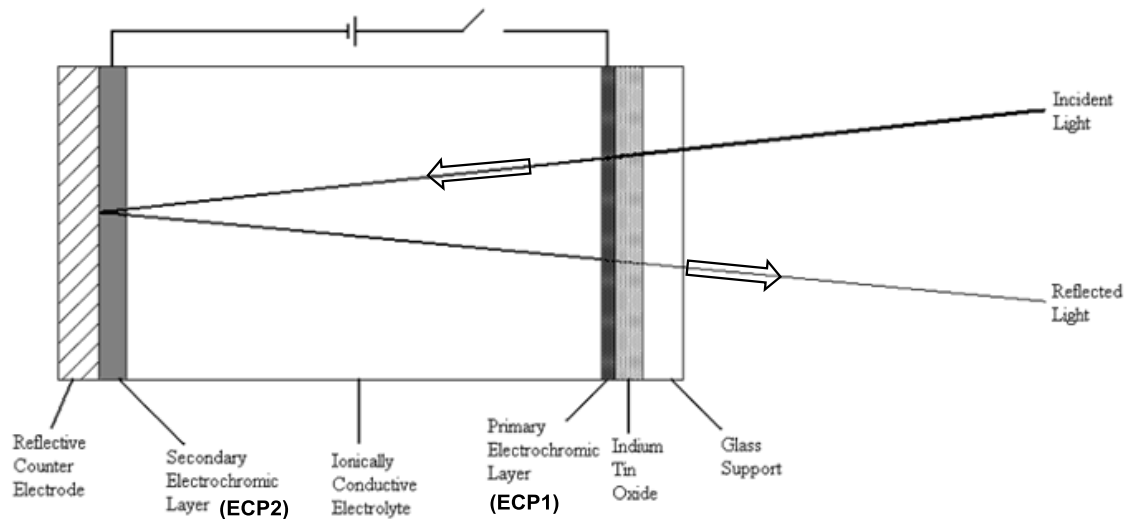 Incident
Light
Reflected
Light
Reflective
Counter
Electrode
Secondary
Electrochromic
Layer (ECP2)
Ionically
Conductive
Electrolyte
Primary
Electrochromic
Layer
(ECP1)
Indium
Tin
Oxide
Glass
Support